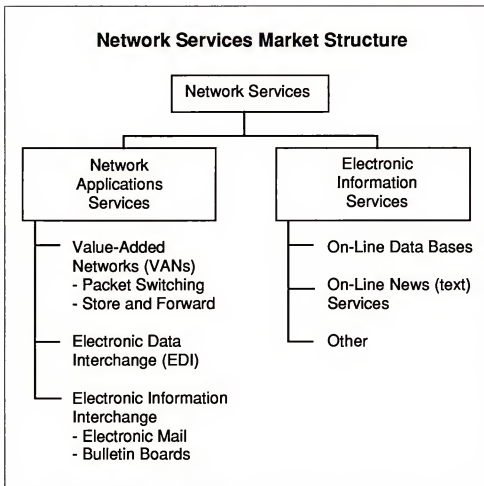 Network Services Market Structure
Network Services
Network
Applications
Services
Value-Added
Networks (VANs)
- Packet Switching
- Store and Forward
Electronic Data
Interchange (EDI)
Electronic Information
Interchange
- Electronic Mail
- Bulletin Boards
Electronic
Information
Services
On-Line Data Bases
On-Line News (text)
Services
Other